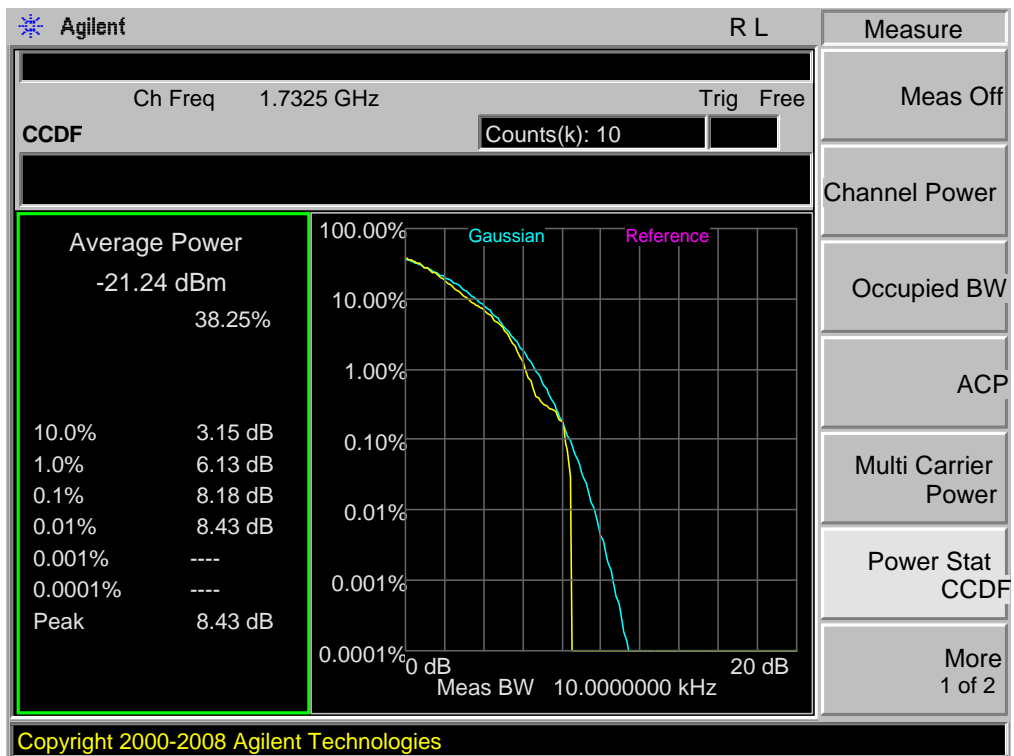 Agilent
R L
Measure
Ch Freq 1.7325 GHz
Trig Free
CCDF
Counts(k): 10
Meas Off
Channel Power
Occupied BW
ACP
Multi Carrier
Power
Power Stat
CCDF
More
1 of 2
Average Power
-21.24 dBm
38.25%
10.0% 3.15 dB
1.0% 6.13 dB
0.1% 8.18 dB
0.01% 8.43 dB
0.001% ----
0.0001% ----
Peak 8.43 dB
Gaussian
Reference
100.00%
10.00%
1.00%
0.10%
0.01%
0.001%
0.0001%
0 dB
20 dB
Meas BW 10.0000000 kHz
Copyright 2000-2008 Agilent Technologies